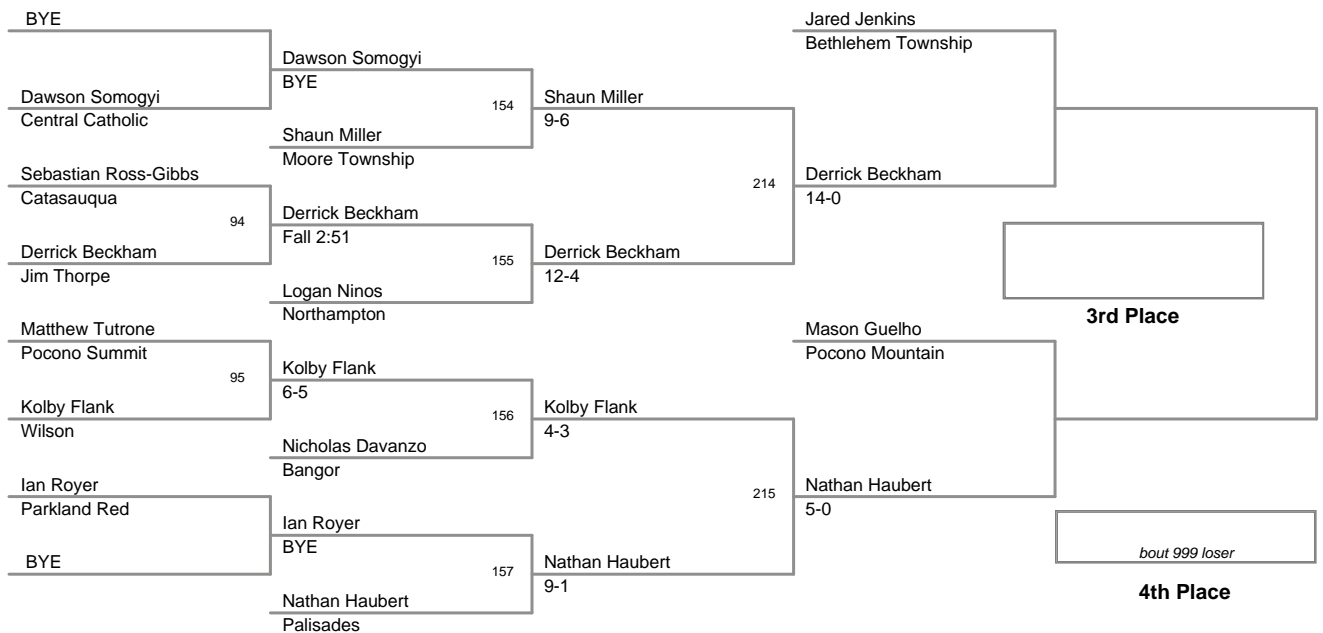 BYE
Dawson Somogyi
Central Catholic
Sebastian Ross-Gibbs
Catasauqua
94
Derrick Beckham
Jim Thorpe
Matthew Tutrone
Pocono Summit
95
Kolby Flank
Wilson
Ian Royer
Parkland Red
BYE
Dawson Somogyi
BYE
154
Shaun Miller
Moore Township
Derrick Beckham
Fall 2:51
155
Logan Ninos
Northampton
Kolby Flank
6-5
156
Nicholas Davanzo
Bangor
Ian Royer
BYE
157
Nathan Haubert
Palisades
Shaun Miller
9-6
214
Derrick Beckham
12-4
Kolby Flank
4-3
215
Nathan Haubert
9-1
Jared Jenkins
Bethlehem Township
Derrick Beckham
14-0
Mason Guelho
Pocono Mountain
Nathan Haubert
5-0
3rd Place
bout 999 loser
4th Place